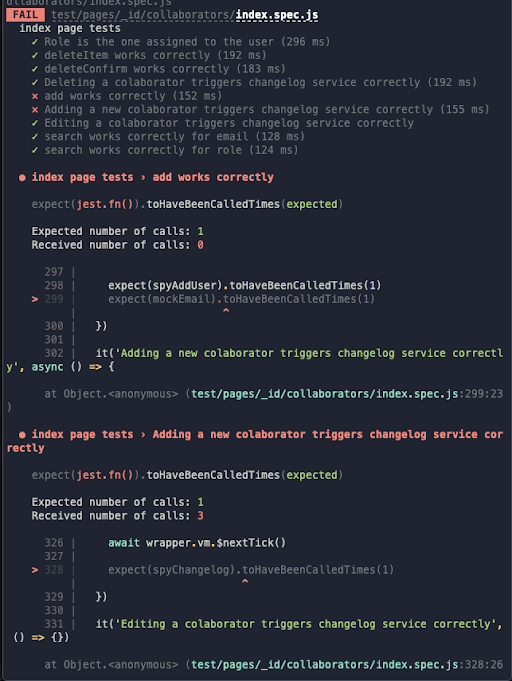 ollaborators/index.spec.js
FAIL test/pages/_id/collaborators/index.spec.js
index page tests
✓ Role is the one assigned to the user (296 ms)
✓ deleteItem works correctly (192 ms)
✓ deleteConfirm works correctly (183 ms)
✓ Deleting a colaborator triggers changelog service correctly (192 ms)
✕ add works correctly (152 ms)
✕ Adding a new colaborator triggers changelog service correctly (155 ms)
✓ Editing a colaborator triggers changelog service correctly
✓ search works correctly for email (128 ms)
✓ search works correctly for role (124 ms)
● index page tests › add works correctly
expect(jest.fn()).toHaveBeenCalledTimes(expected)
Expected number of calls: 1
Received number of calls: 0
297 |
298 | expect(spyAddUser).toHaveBeenCalledTimes(1)
> 299 | expect(mockEmail).toHaveBeenCalledTimes(1)
| ^
300 | })
301 |
302 | it('Adding a new colaborator triggers changelog service correctl
y', async () => {
at Object.<anonymous> (test/pages/_id/collaborators/index.spec.js:299:23
)
● index page tests › Adding a new colaborator triggers changelog service cor
rectly
expect(jest.fn()).toHaveBeenCalledTimes(expected)
Expected number of calls: 1
Received number of calls: 3
326 | await wrapper.vm.$nextTick()
327 |
> 328 | expect(spyChangelog).toHaveBeenCalledTimes(1)
| ^
329 | })
330 |
331 | it('Editing a colaborator triggers changelog service correctly',
() => {})
at Object.<anonymous> (test/pages/_id/collaborators/index.spec.js:328:26